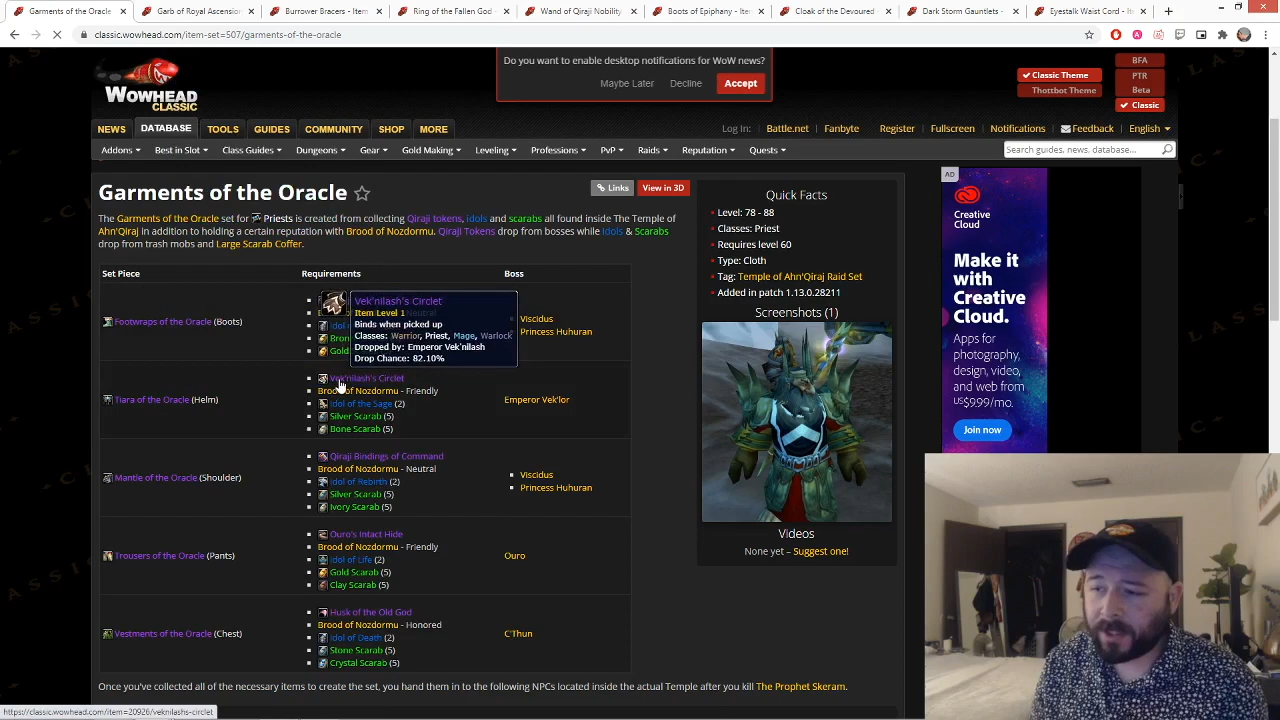 Garments of the Oracle -
Garb of Royal Ascension
Burrower Bracers - Item
Ring of the Fallen God
Wand of Qiraji Nobility
Boots of Epiphany - Item
Cloak of the Devoured
Dark Storm Gauntlets -
Eyestalk Waist Cord - Item
classic.wowhead.com/item-set=507/garments-of-the-oracle
Do you want to enable desktop notifications for WoW news?
Maybe Later Decline Accept
WOWHEAD
CLASSIC
Classic Theme
Thottbot Theme
BFA
PTR
Beta
Classic
NEWS DATABASE TOOLS GUIDES COMMUNITY SHOP MORE
Log In: Battle.net Fanbyte Register Fullscreen Notifications Feedback English
Addons Best in Slot Class Guides Dungeons Gear Gold Making Leveling Professions PvP Raids Reputation Quests
Search guides, news, database...
Garments of the Oracle
Links View in 3D
The Garments of the Oracle set for Priests is created from collecting Qiraji tokens, idols and scarabs all found inside The Temple of
Ahn'Qiraj in addition to holding a certain reputation with Brood of Nozdormu. Qiraji Tokens drop from bosses while Idols & Scarabs
drop from trash mobs and Large Scarab Coffer.
Set Piece Requirements Boss
Footwraps of the Oracle (Boots)
Vek'nilash's Circlet
Item Level 1
Binds when picked up
Classes: Warrior, Priest, Mage, Warlock
Dropped by: Emperor Vek'nilash
Drop Chance: 82.10%
Neutral
Idol
Bron
Gold
Viscidus
Princess Huhuran
Tiara of the Oracle (Helm)
Vek'nilash's Circlet
Brood of Nozdormu - Friendly
Idol of the Sage (2)
Silver Scarab (5)
Bone Scarab (5)
Emperor Vek'lor
Mantle of the Oracle (Shoulder)
Qiraji Bindings of Command
Brood of Nozdormu - Neutral
Idol of Rebirth (2)
Silver Scarab (5)
Ivory Scarab (5)
Viscidus
Princess Huhuran
Trousers of the Oracle (Pants)
Ouro's Intact Hide
Brood of Nozdormu - Friendly
Idol of Life (2)
Gold Scarab (5)
Clay Scarab (5)
Ouro
Vestments of the Oracle (Chest)
Husk of the Old God
Brood of Nozdormu - Honored
Idol of Death (2)
Stone Scarab (5)
Crystal Scarab (5)
C'Thun
Once you've collected all of the necessary items to create the set, you hand them in to the following NPCs located inside the actual Temple after you kill The Prophet Skeram.
Quick Facts
Level: 78 - 88
Classes: Priest
Requires level 60
Type: Cloth
Tag: Temple of Ahn'Qiraj Raid Set
Added in patch 1.13.0.28211
Screenshots (1)
Videos
None yet – Suggest one!
AD
Creative
Cloud
Make it
with
Creative
Cloud.
Apps for
photography,
design, video,
and web from
US$9.99/mo.
Join now
https://classic.wowhead.com/item=20926/veknilashs-circlet